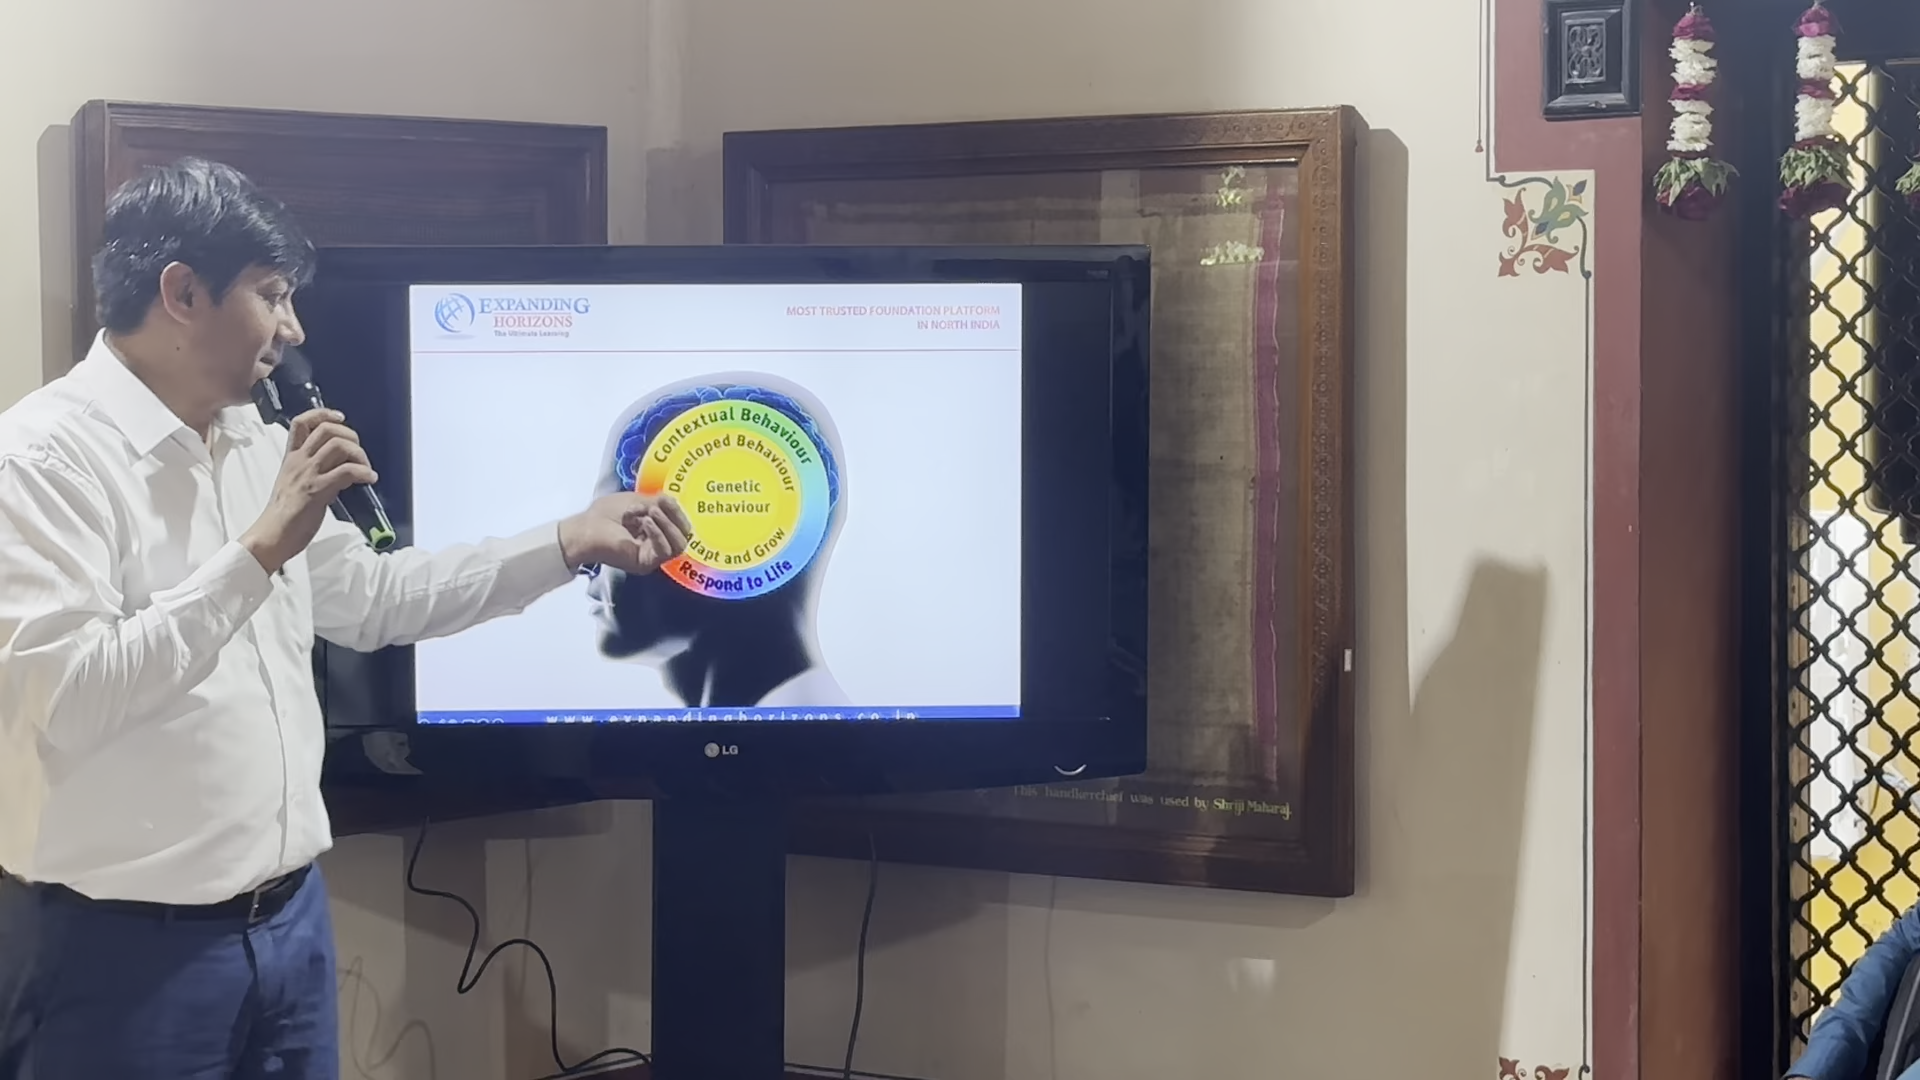 EXPANDING
HORIZONS
The Ultimate Learning
MOST TRUSTED FOUNDATION PLATFORM
IN NORTH INDIA
Contextual Behaviour
Developed Behaviour
Genetic
Behaviour
Adapt and Grow
Respond to Life
www.expandinghorizons.co.in
LG
This handkerchief was used by Shriji Maharaj.